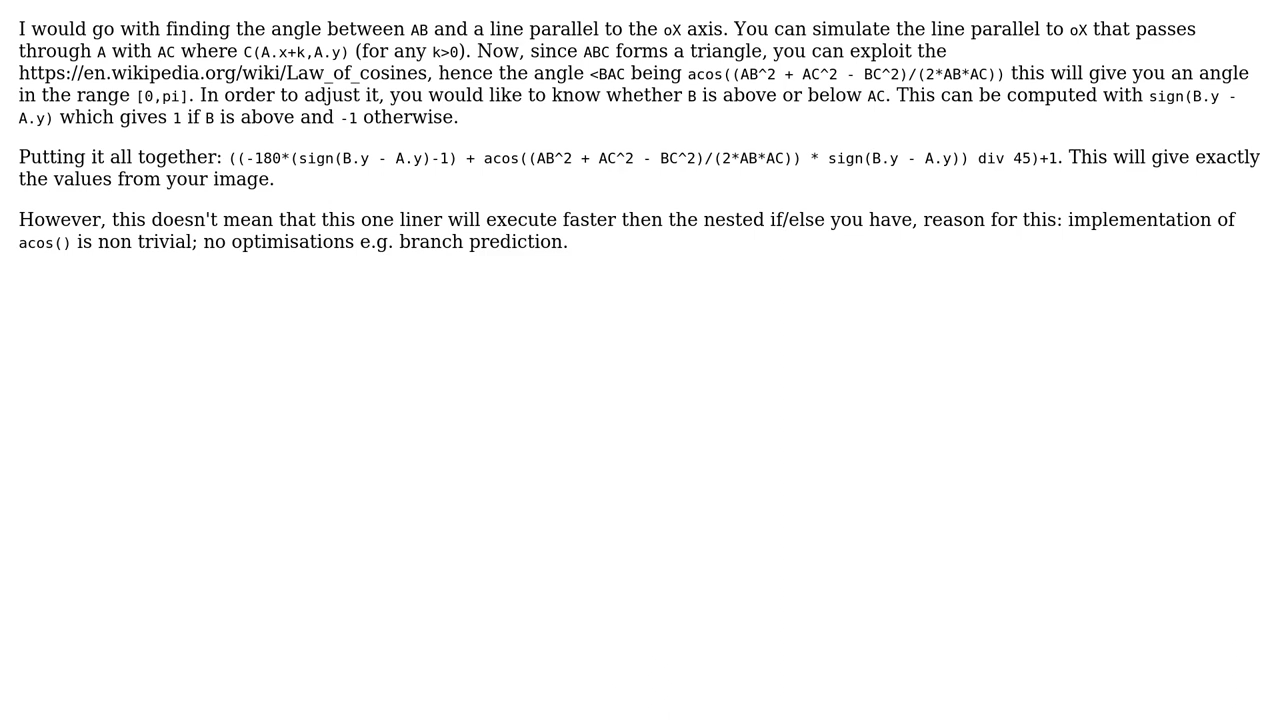 I would go with finding the angle between AB and a line parallel to the oX axis. You can simulate the line parallel to oX that passes
through A with AC where C(A.x+k,A.y) (for any k>0). Now, since ABC forms a triangle, you can exploit the
https://en.wikipedia.org/wiki/Law_of_cosines, hence the angle <BAC being acos((AB^2 + AC^2 - BC^2)/(2*AB*AC)) this will give you an angle
in the range [0,pi]. In order to adjust it, you would like to know whether B is above or below AC. This can be computed with sign(B.y -
A.y) which gives 1 if B is above and -1 otherwise.
Putting it all together: ((-180*(sign(B.y - A.y)-1) + acos((AB^2 + AC^2 - BC^2)/(2*AB*AC)) * sign(B.y - A.y)) div 45)+1. This will give exactly
the values from your image.
However, this doesn't mean that this one liner will execute faster then the nested if/else you have, reason for this: implementation of
acos() is non trivial; no optimisations e.g. branch prediction.